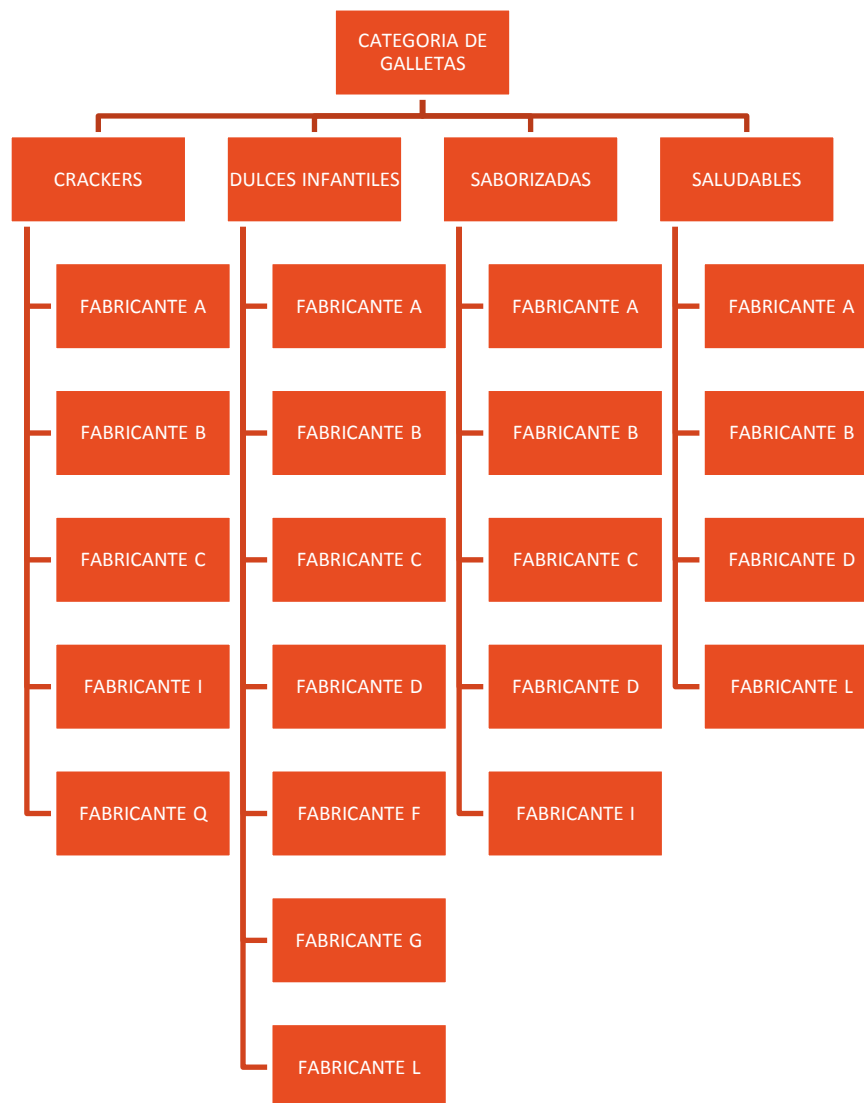 CATEGORIA DE
GALLETAS
CRACKERS
FABRICANTE A
FABRICANTE B
FABRICANTE C
FABRICANTE I
FABRICANTE Q
DULCES INFANTILES
FABRICANTE A
FABRICANTE B
FABRICANTE C
FABRICANTE D
FABRICANTE F
FABRICANTE G
FABRICANTE L
SABORIZADAS
FABRICANTE A
FABRICANTE B
FABRICANTE C
FABRICANTE D
FABRICANTE I
SALUDABLES
FABRICANTE A
FABRICANTE B
FABRICANTE D
FABRICANTE L